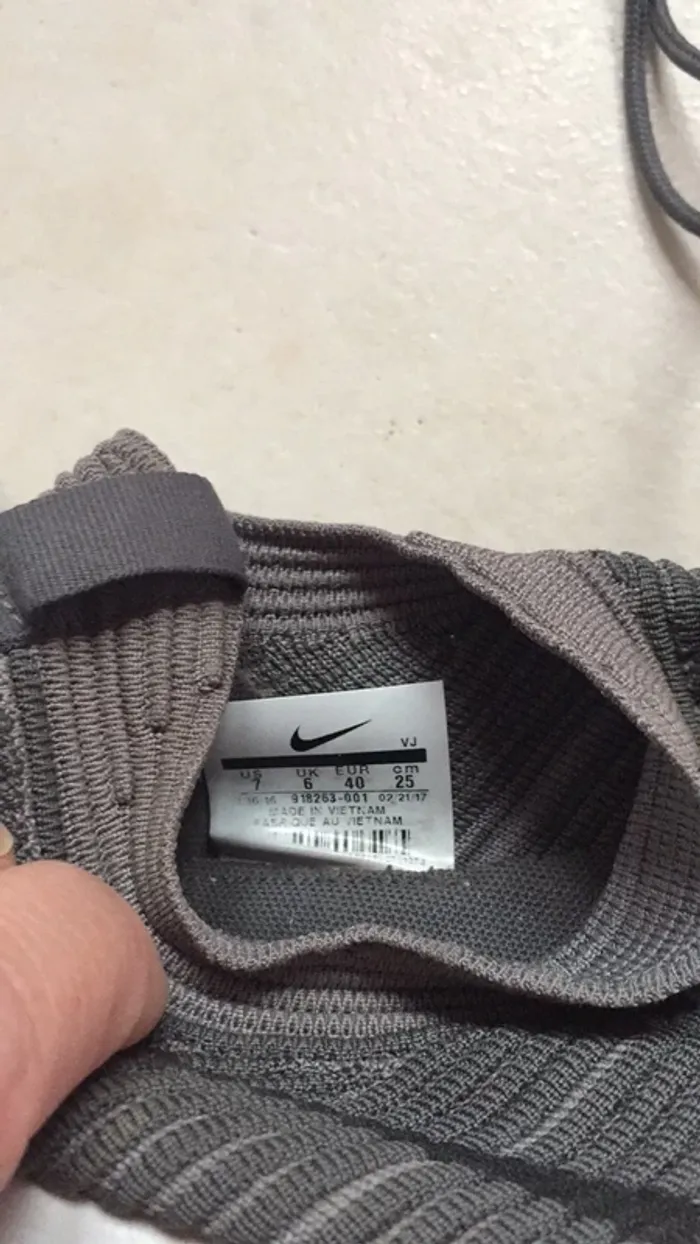 VJ
US UK EUR cm
7 6 40 25
918263-001 02/21/17
MADE IN VIETNAM
FABRIQUE AU VIETNAM